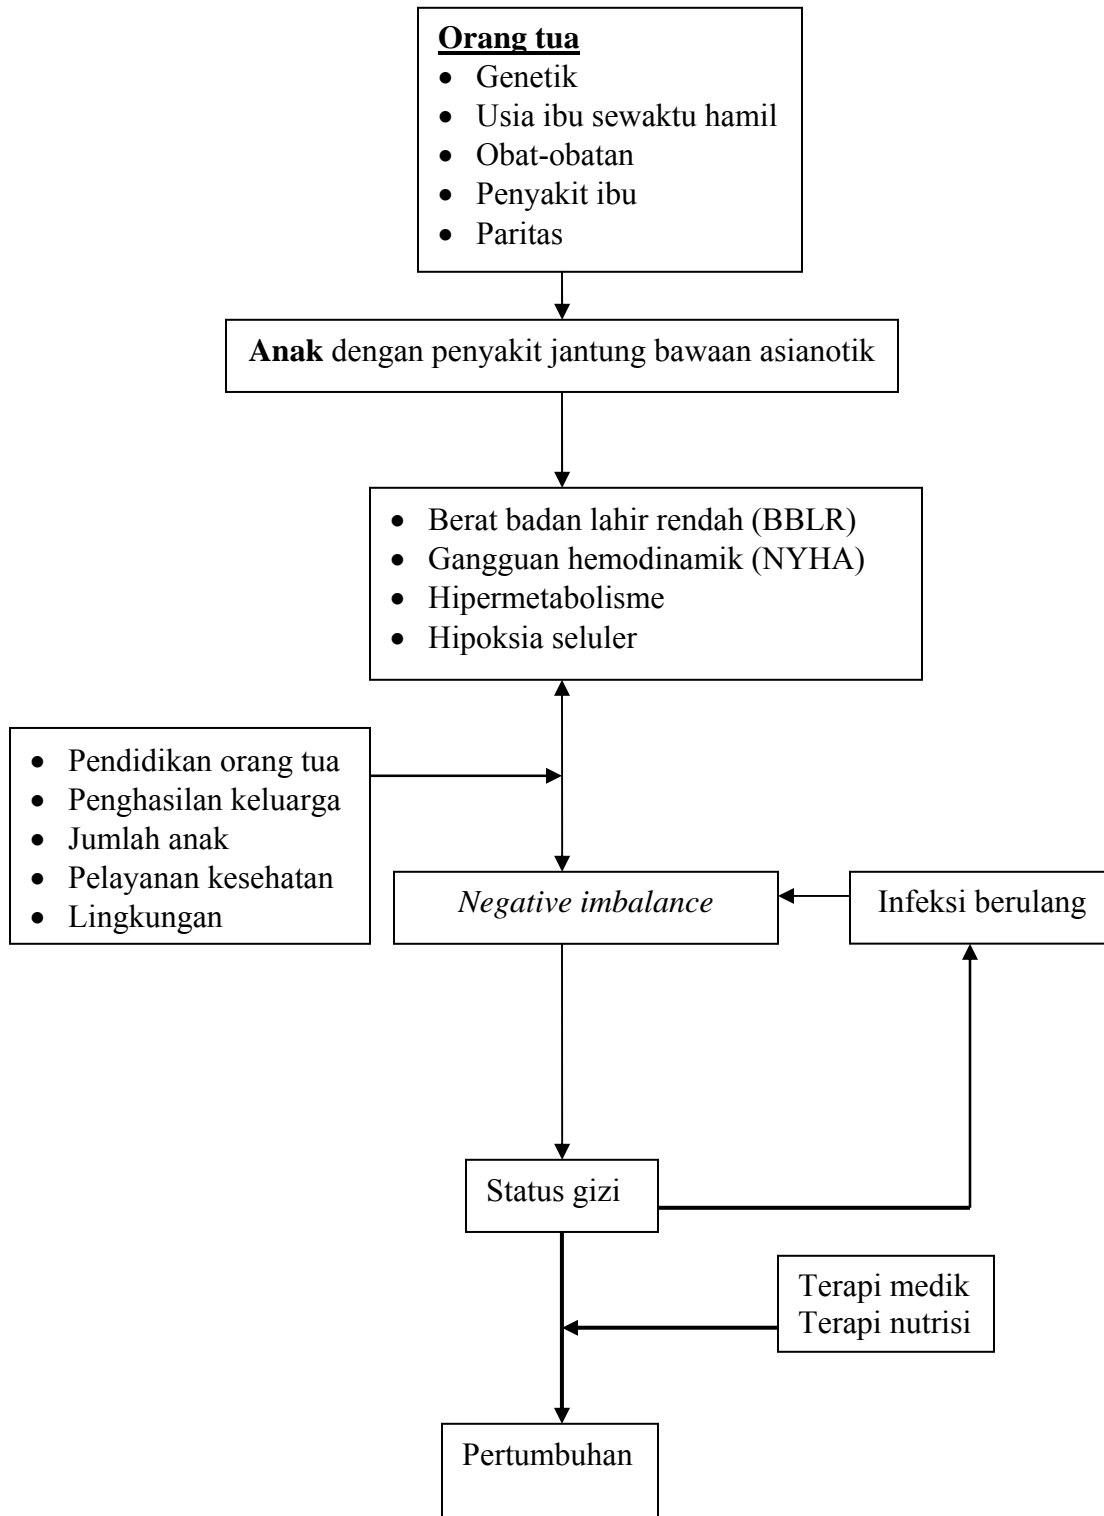 Orang tua
• Genetik
• Usia ibu sewaktu hamil
• Obat-obatan
• Penyakit ibu
• Paritas
Anak dengan penyakit jantung bawaan asianotik
• Berat badan lahir rendah (BBLR)
• Gangguan hemodinamik (NYHA)
• Hipermetabolisme
• Hipoksia seluler
• Pendidikan orang tua
• Penghasilan keluarga
• Jumlah anak
• Pelayanan kesehatan
• Lingkungan
Negative imbalance
Infeksi berulang
Status gizi
Terapi medik
Terapi nutrisi
Pertumbuhan